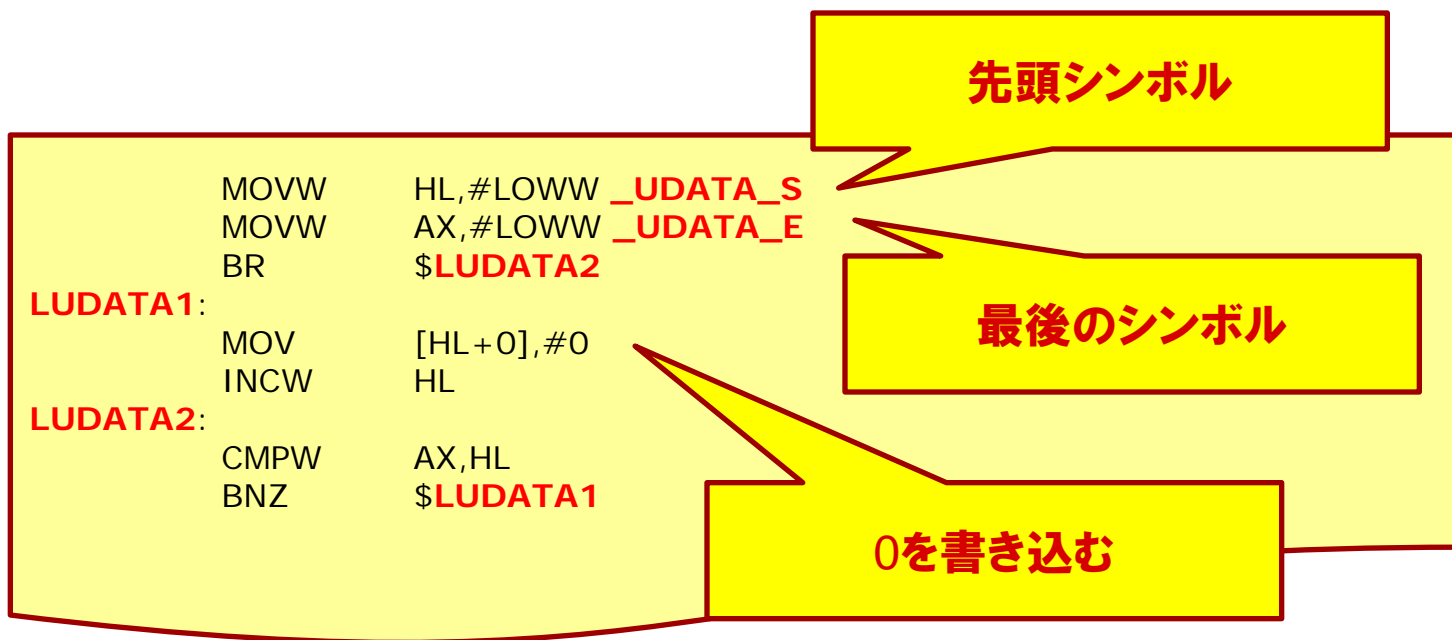 先頭シンボル
MOVW HL,#LOWW _UDATA_S
MOVW AX,#LOWW _UDATA_E
BR $LUDATA2
LUDATA1:
最後のシンボル
MOV [HL+0],#0
INCW HL
LUDATA2:
CMPW AX,HL
BNZ $LUDATA1
0を書き込む